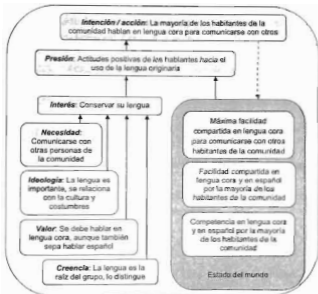 Intención / acción: La mayoría de los habitantes de la
comunidad hablan en lengua cora para comunicarse con otros
Presión: Actitudes positivas de los hablantes hacia el
uso de la lengua originaria
Interés: Conservar su lengua
Necesidad:
Comunicarse con
otras personas de
la comunidad
Ideología: La lengua es
importante, se relaciona
con la cultura y
costumbres
Valor: Se debe hablar en
lengua cora, aunque también
sepa hablar español
Creencia: La lengua es la
raíz del grupo, lo distingue
Máxima facilidad
compartida en lengua cora
para comunicarse con otros
habitantes de la comunidad
Facilidad compartida en
lengua cora y en español
por la mayoría de los
habitantes de la comunidad
Competencia en lengua cora
y en español por la mayoría
de los habitantes de la
comunidad
Estado del mundo